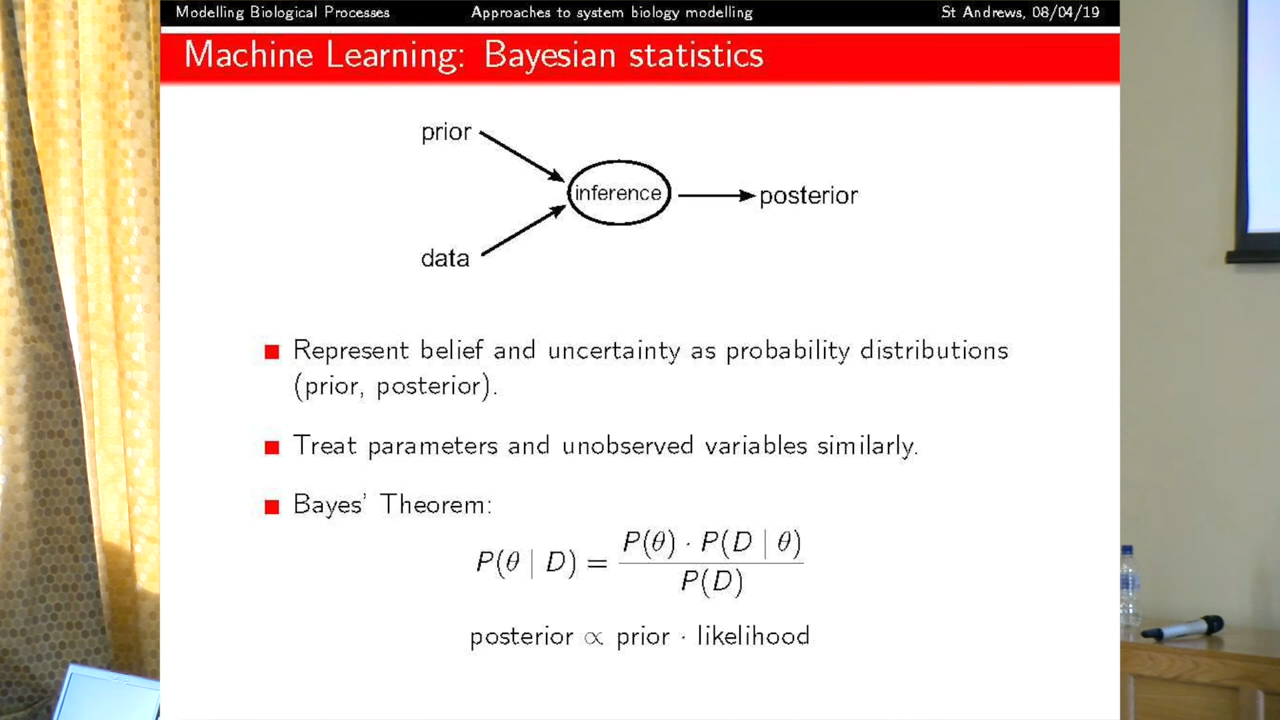 Modelling Biological Processes Approaches to system biology modelling St Andrews, 08/04/19
Machine Learning: Bayesian statistics
prior
inference
posterior
data
Represent belief and uncertainty as probability distributions
(prior, posterior).
Treat parameters and unobserved variables similarly.
Bayes' Theorem:
P(θ | D) = P(θ) · P(D | θ) / P(D)
posterior ∝ prior · likelihood